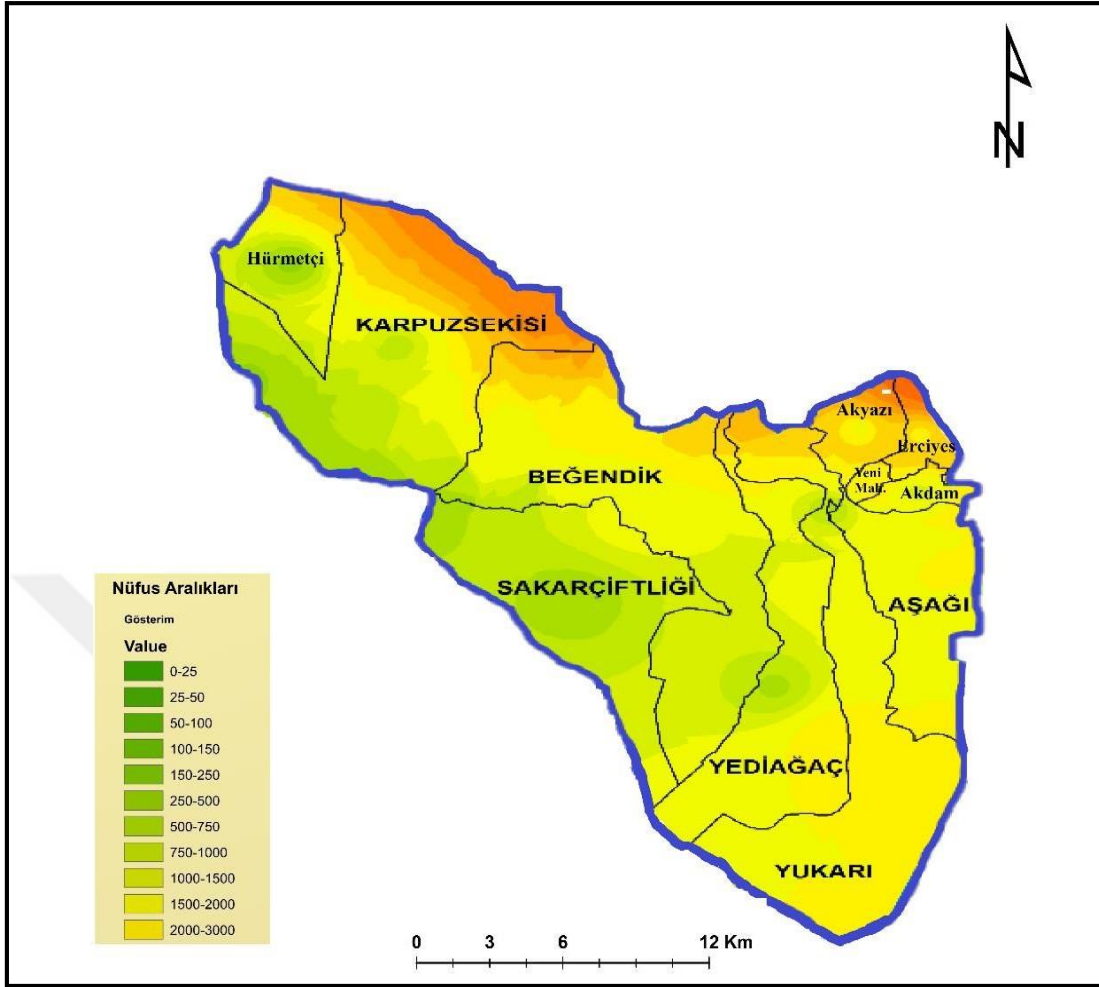 N
Hürmetçi
KARPUZSEKİSİ
Akyazı
Erciyes
Yeni
Mah.
Akdam
BEĞENDİK
SAKARÇİFTLİĞİ
AŞAĞI
YEDİAĞAÇ
YUKARI
Nüfus Aralıkları
Gösterim
Value
0-25
25-50
50-100
100-150
150-250
250-500
500-750
750-1000
1000-1500
1500-2000
2000-3000
0 3 6 12 Km